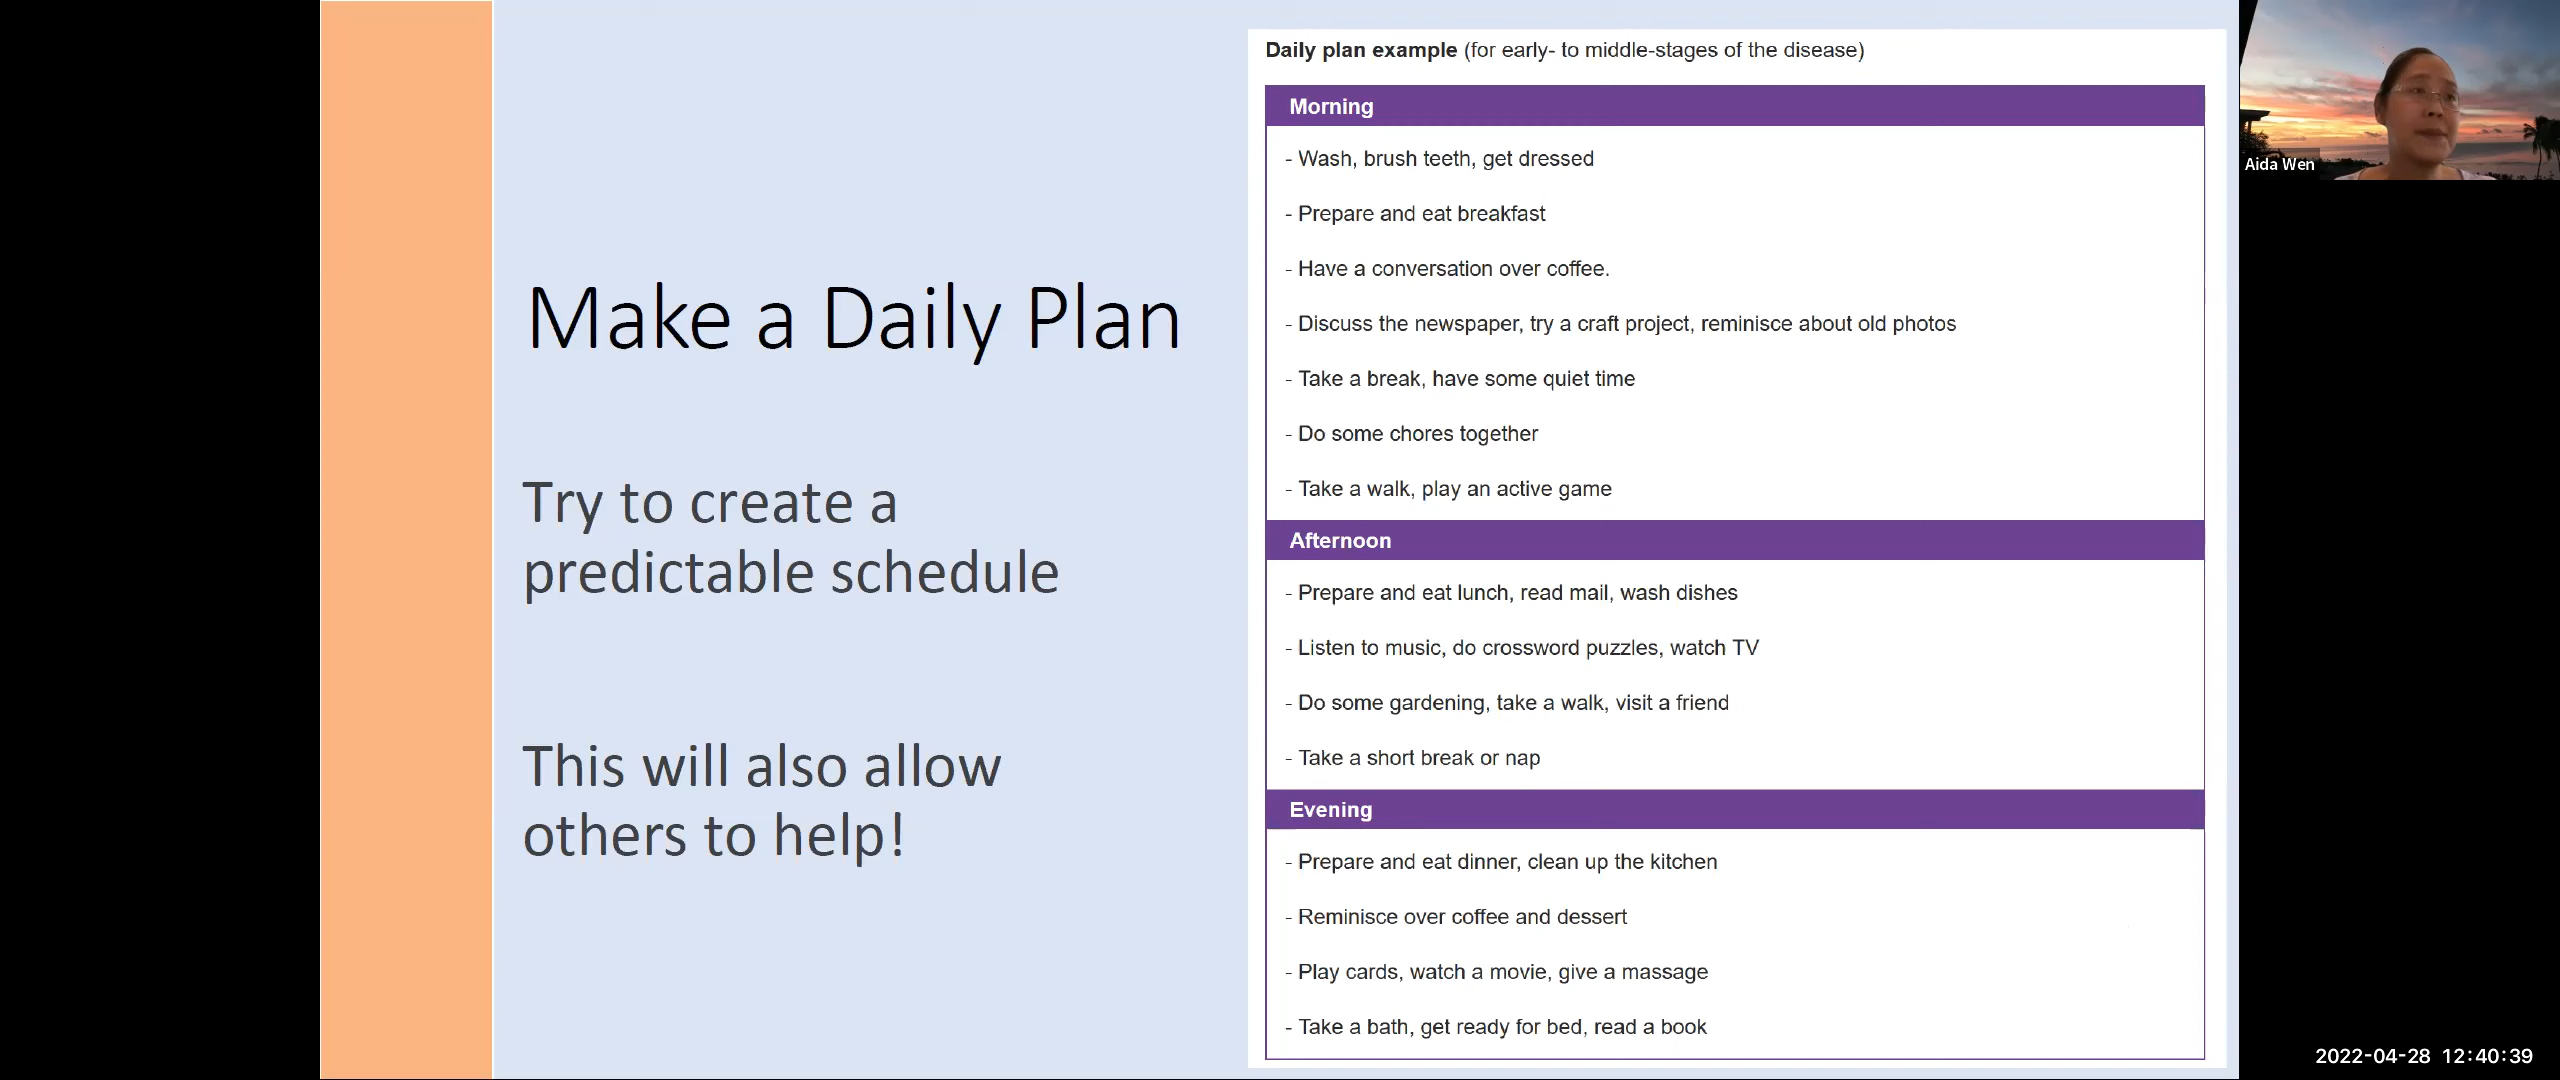 Make a Daily Plan
Try to create a
predictable schedule
This will also allow
others to help!
Daily plan example (for early- to middle-stages of the disease)
Morning
- Wash, brush teeth, get dressed
- Prepare and eat breakfast
- Have a conversation over coffee.
- Discuss the newspaper, try a craft project, reminisce about old photos
- Take a break, have some quiet time
- Do some chores together
- Take a walk, play an active game
Afternoon
- Prepare and eat lunch, read mail, wash dishes
- Listen to music, do crossword puzzles, watch TV
- Do some gardening, take a walk, visit a friend
- Take a short break or nap
Evening
- Prepare and eat dinner, clean up the kitchen
- Reminisce over coffee and dessert
- Play cards, watch a movie, give a massage
- Take a bath, get ready for bed, read a book
Aida Wen
2022-04-28 12:40:39